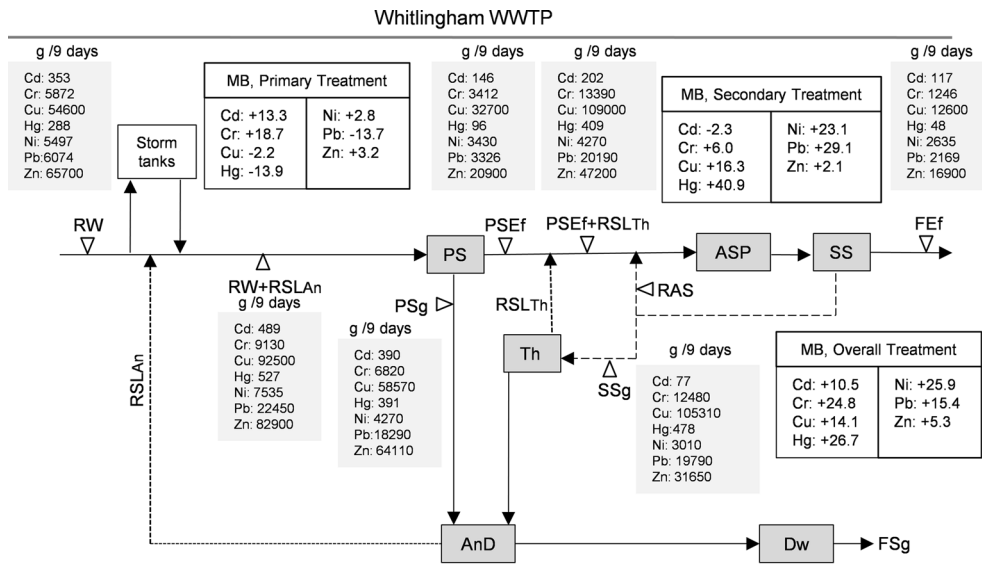 Whitlingham WWTP
g /9 days
Cd: 353
Cr: 5872
Cu: 54600
Hg: 288
Ni: 5497
Pb:6074
Zn: 65700
Storm
tanks
MB, Primary Treatment
Cd: +13.3
Cr: +18.7
Cu: -2.2
Hg: -13.9
Ni: +2.8
Pb: -13.7
Zn: +3.2
g /9 days
Cd: 146
Cr: 3412
Cu: 32700
Hg: 96
Ni: 3430
Pb: 3326
Zn: 20900
g /9 days
Cd: 202
Cr: 13390
Cu: 109000
Hg: 409
Ni: 4270
Pb: 20190
Zn: 47200
MB, Secondary Treatment
Cd: -2.3
Cr: +6.0
Cu: +16.3
Hg: +40.9
Ni: +23.1
Pb: +29.1
Zn: +2.1
g /9 days
Cd: 117
Cr: 1246
Cu: 12600
Hg: 48
Ni: 2635
Pb: 2169
Zn: 16900
RW
PSEf
PSEf+RSLTh
FEf
PS
ASP
SS
RW+RSLAn
g /9 days
Cd: 489
Cr: 9130
Cu: 92500
Hg: 527
Ni: 7535
Pb: 22450
Zn: 82900
PSg
g /9 days
Cd: 390
Cr: 6820
Cu: 58570
Hg: 391
Ni: 4270
Pb:18290
Zn: 64110
RSLTh
RAS
Th
SSg
g /9 days
Cd: 77
Cr: 12480
Cu: 105310
Hg:478
Ni: 3010
Pb: 19790
Zn: 31650
MB, Overall Treatment
Cd: +10.5
Cr: +24.8
Cu: +14.1
Hg: +26.7
Ni: +25.9
Pb: +15.4
Zn: +5.3
RSLAn
AnD
Dw
FSg